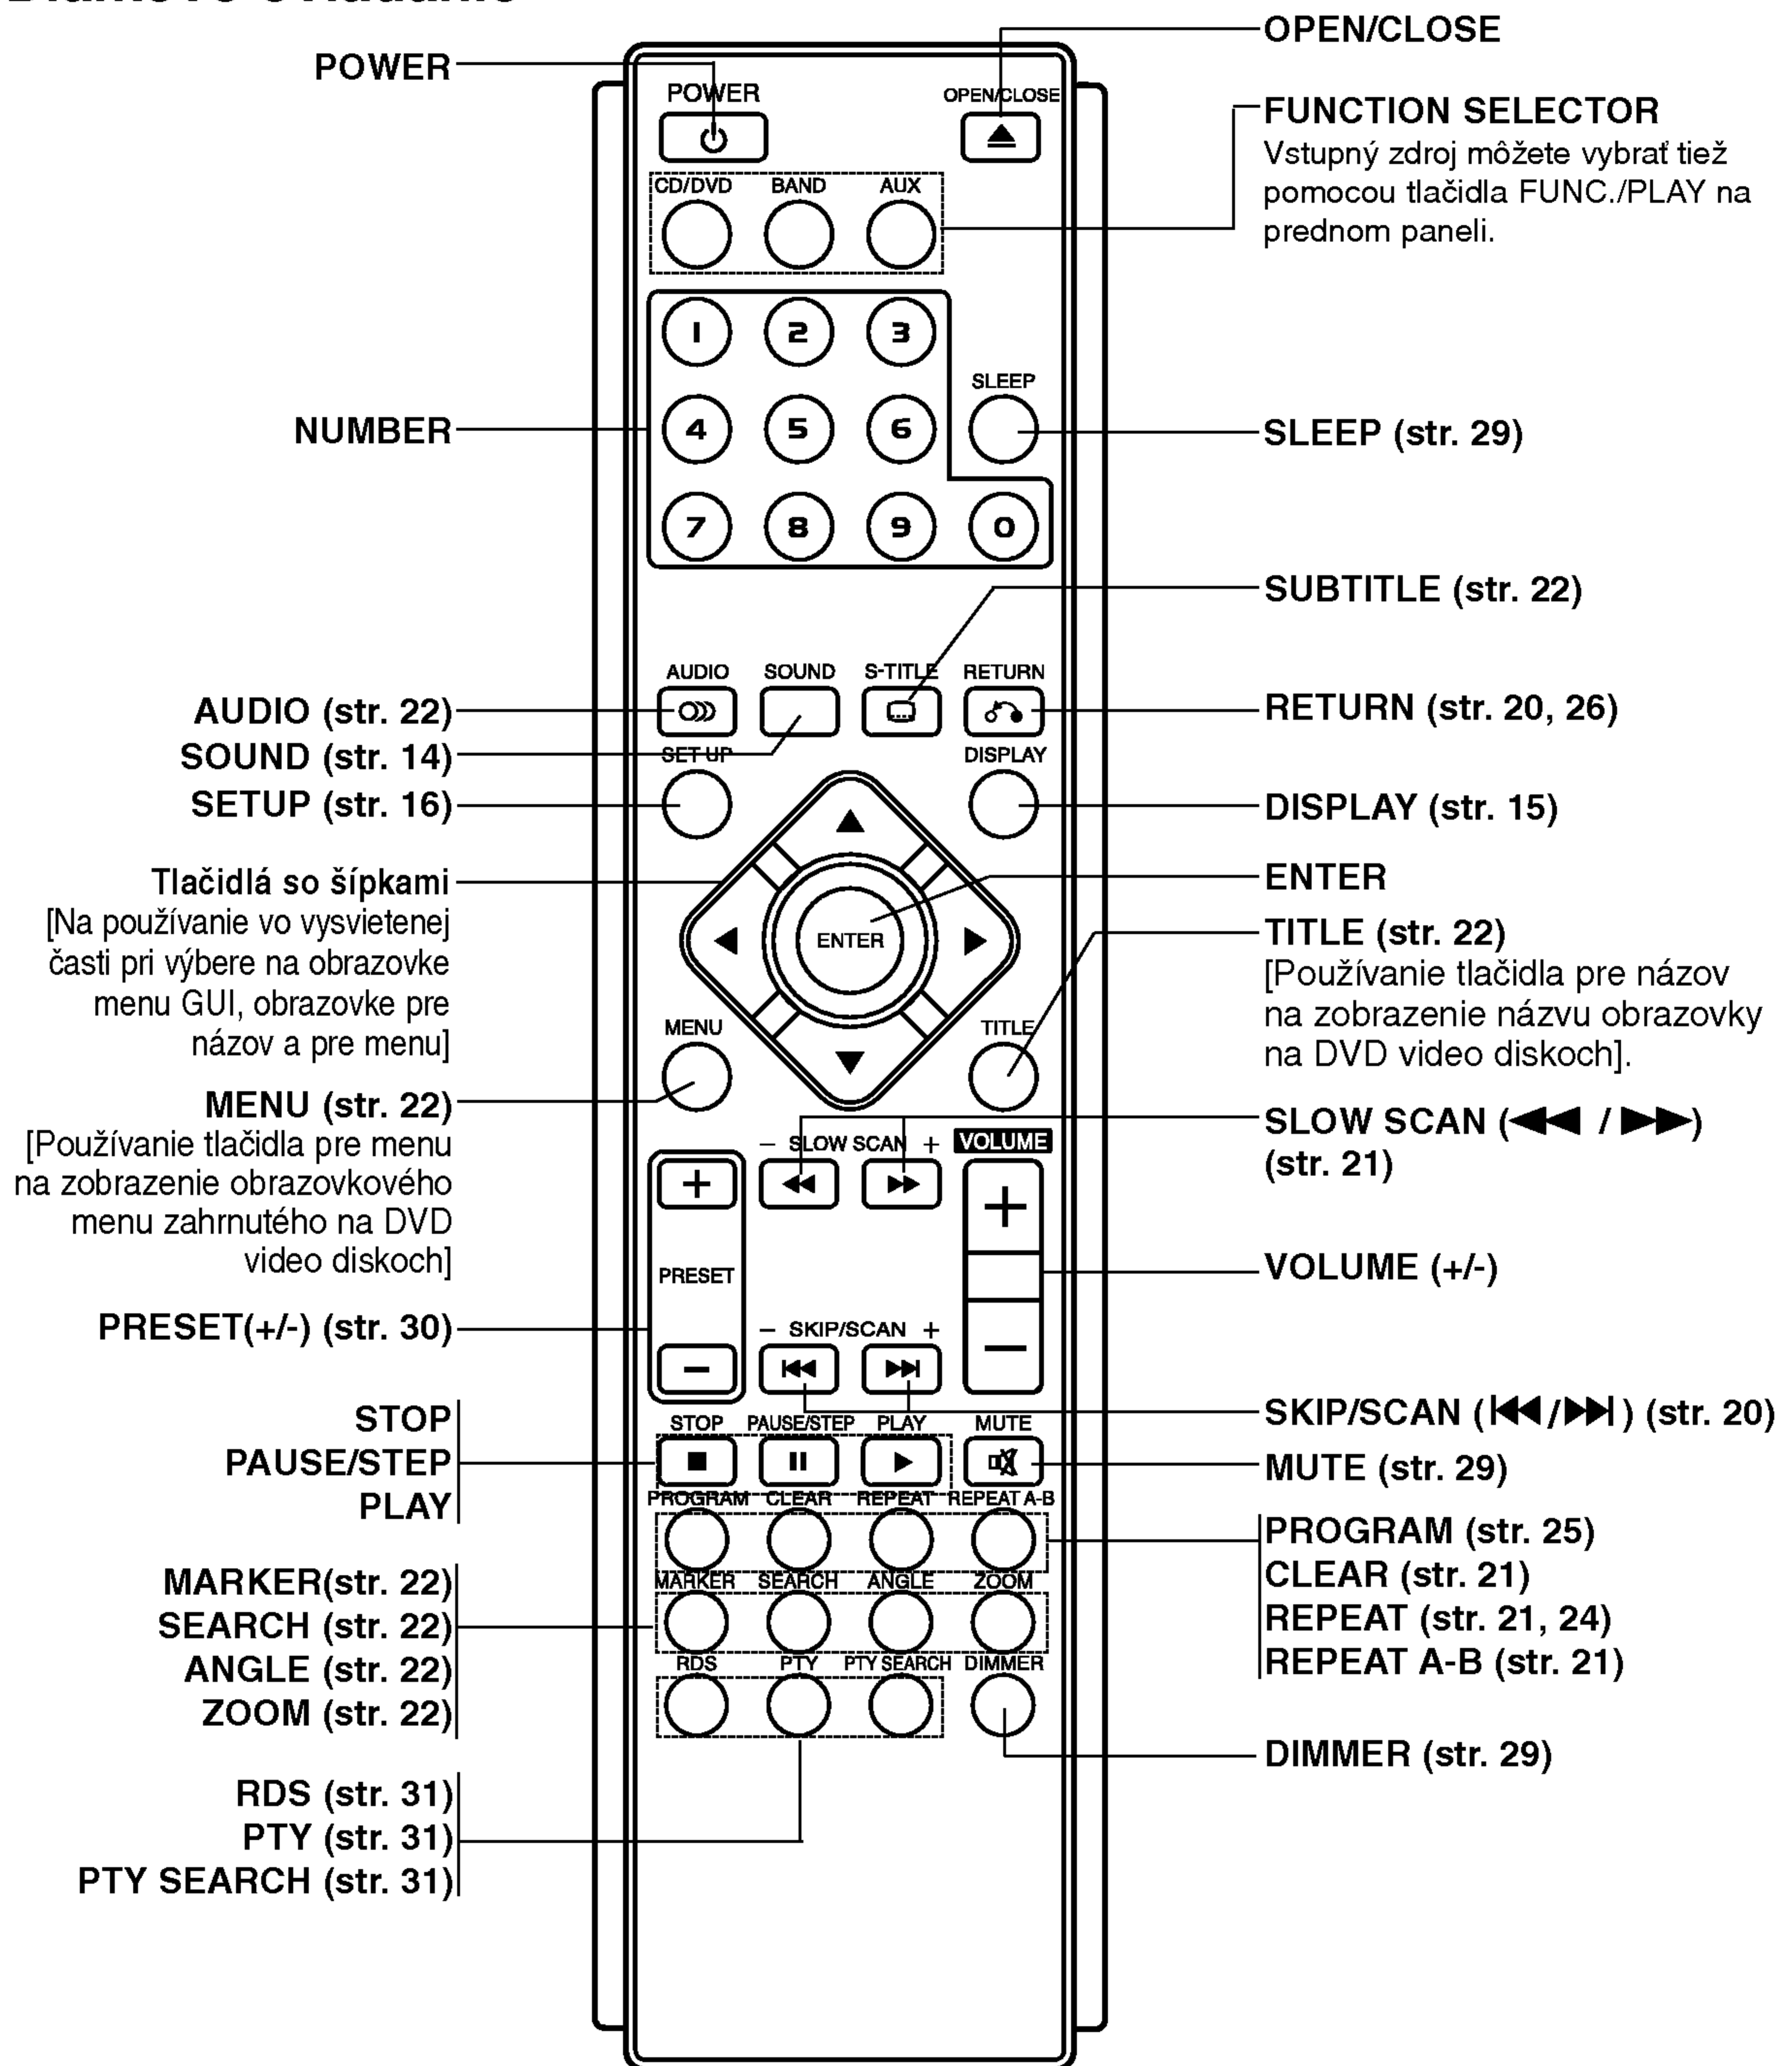 POWER
NUMBER
AUDIO (str. 22)
SOUND (str. 14)
SETUP (str. 16)
Tlačidlá so šípkami
[Na používanie vo vysvietenej
časti pri výbere na obrazovke
menu GUI, obrazovke pre
názov a pre menu]
MENU (str. 22)
[Používanie tlačidla pre menu
na zobrazenie obrazovkového
menu zahrnutého na DVD
video diskoch]
PRESET(+/-) (str. 30)
STOP
PAUSE/STEP
PLAY
MARKER(str. 22)
SEARCH (str. 22)
ANGLE (str. 22)
ZOOM (str. 22)
RDS (str. 31)
PTY (str. 31)
PTY SEARCH (str. 31)
POWER OPEN/CLOSE
CD/DVD BAND AUX
1 2 3
SLEEP
4 5 6
7 8 9 0
AUDIO SOUND S-TITLE RETURN
SET UP DISPLAY
ENTER
MENU TITLE
– SLOW SCAN + VOLUME
+ +
PRESET
– SKIP/SCAN +
– –
STOP PAUSE/STEP PLAY MUTE
PROGRAM CLEAR REPEAT REPEAT A-B
MARKER SEARCH ANGLE ZOOM
RDS PTY PTY SEARCH DIMMER
OPEN/CLOSE
FUNCTION SELECTOR
Vstupný zdroj môžete vybrať tiež
pomocou tlačidla FUNC./PLAY na
prednom paneli.
SLEEP (str. 29)
SUBTITLE (str. 22)
RETURN (str. 20, 26)
DISPLAY (str. 15)
ENTER
TITLE (str. 22)
[Používanie tlačidla pre názov
na zobrazenie názvu obrazovky
na DVD video diskoch].
SLOW SCAN (◀◀ / ▶▶)
(str. 21)
VOLUME (+/-)
SKIP/SCAN (|◀◀/▶▶|) (str. 20)
MUTE (str. 29)
PROGRAM (str. 25)
CLEAR (str. 21)
REPEAT (str. 21, 24)
REPEAT A-B (str. 21)
DIMMER (str. 29)